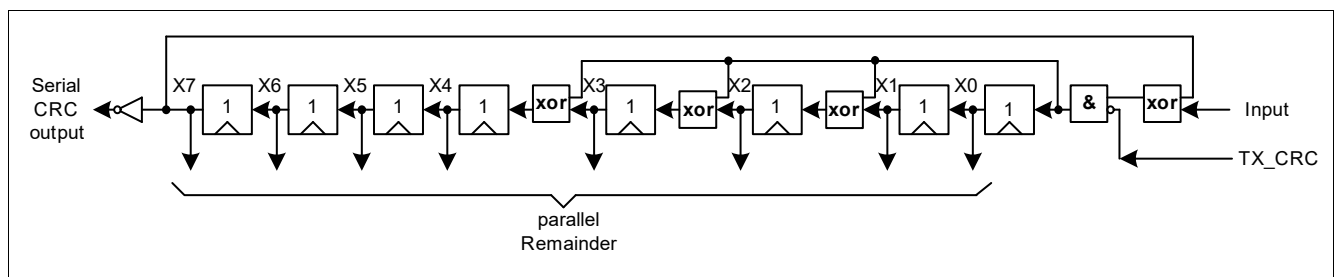 Serial
CRC
output
X7
1
X6
1
X5
1
X4
1
xor
X3
1
xor
X2
1
xor
X1
1
X0
1
&
xor
Input
TX_CRC
parallel
Remainder